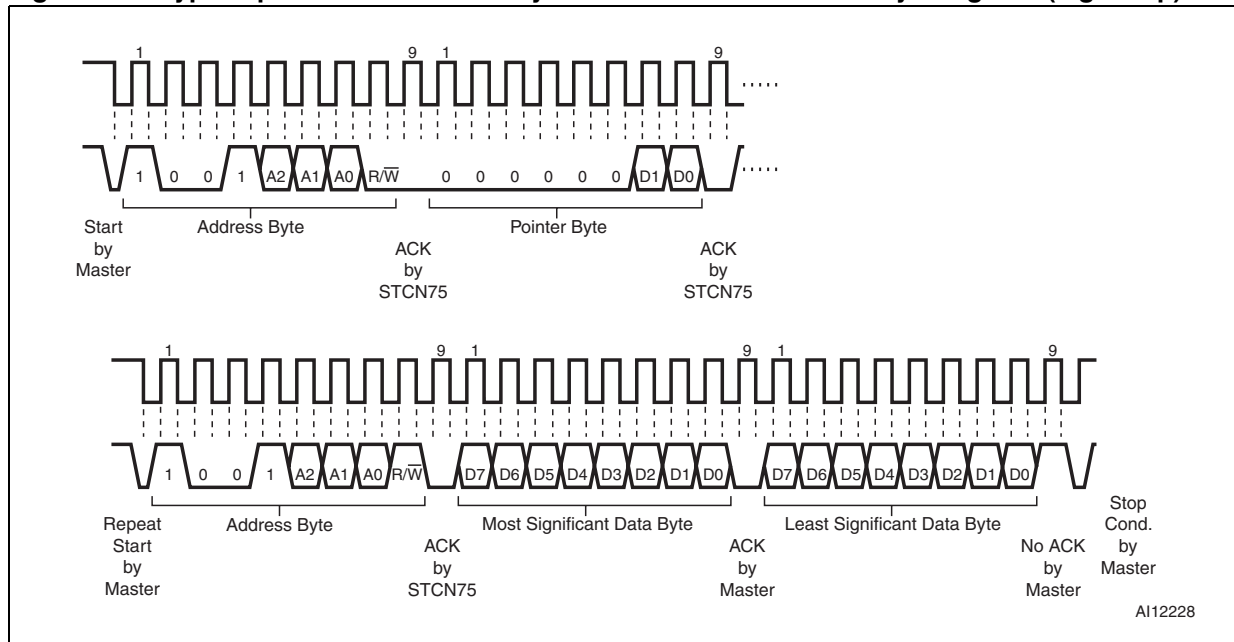 1 9 1 9
1 0 0 1 A2 A1 A0 R/W̅ 0 0 0 0 0 0 D1 D0
Start
by
Master
Address Byte
ACK
by
STCN75
Pointer Byte
ACK
by
STCN75
1 9 1 9 1 9
1 0 0 1 A2 A1 A0 R/W̅ D7 D6 D5 D4 D3 D2 D1 D0 D7 D6 D5 D4 D3 D2 D1 D0
Repeat
Start
by
Master
Address Byte
ACK
by
STCN75
Most Significant Data Byte
ACK
by
Master
Least Significant Data Byte
No ACK
by
Master
Stop
Cond.
by
Master
AI12228